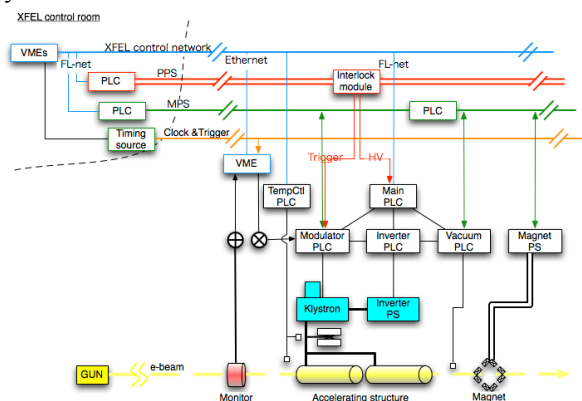 XFEL control room
XFEL control network
VMEs
FL-net
Ethernet
FL-net
PLC
PPS
Interlock
module
PLC
MPS
PLC
Timing
source
Clock &Trigger
VME
Trigger
HV
TempCtl
PLC
Main
PLC
Modulator
PLC
Inverter
PLC
Vacuum
PLC
Magnet
PS
Klystron
Inverter
PS
GUN
e-beam
Monitor
Accelerating structure
Magnet